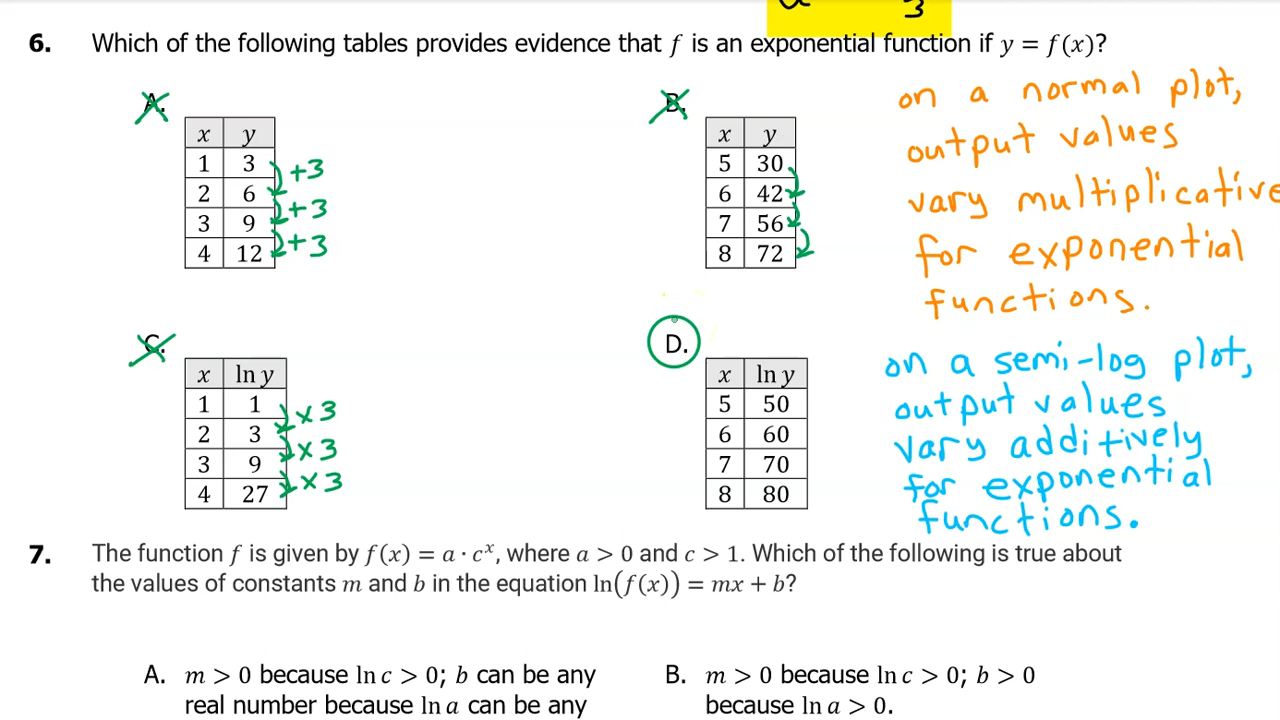 3
6. Which of the following tables provides evidence that f is an exponential function if y = f(x)?
A.
x y
1 3
2 6
3 9
4 12
+3
+3
+3
B.
x y
5 30
6 42
7 56
8 72
on a normal plot,
output values
vary multiplicative
for exponential
functions.
C.
x ln y
1 1
2 3
3 9
4 27
×3
×3
×3
D.
x ln y
5 50
6 60
7 70
8 80
on a semi-log plot,
output values
vary additively
for exponential
functions.
7. The function f is given by f(x) = a · cˣ, where a > 0 and c > 1. Which of the following is true about
the values of constants m and b in the equation ln(f(x)) = mx + b?
A. m > 0 because ln c > 0; b can be any
real number because ln a can be any
B. m > 0 because ln c > 0; b > 0
because ln a > 0.